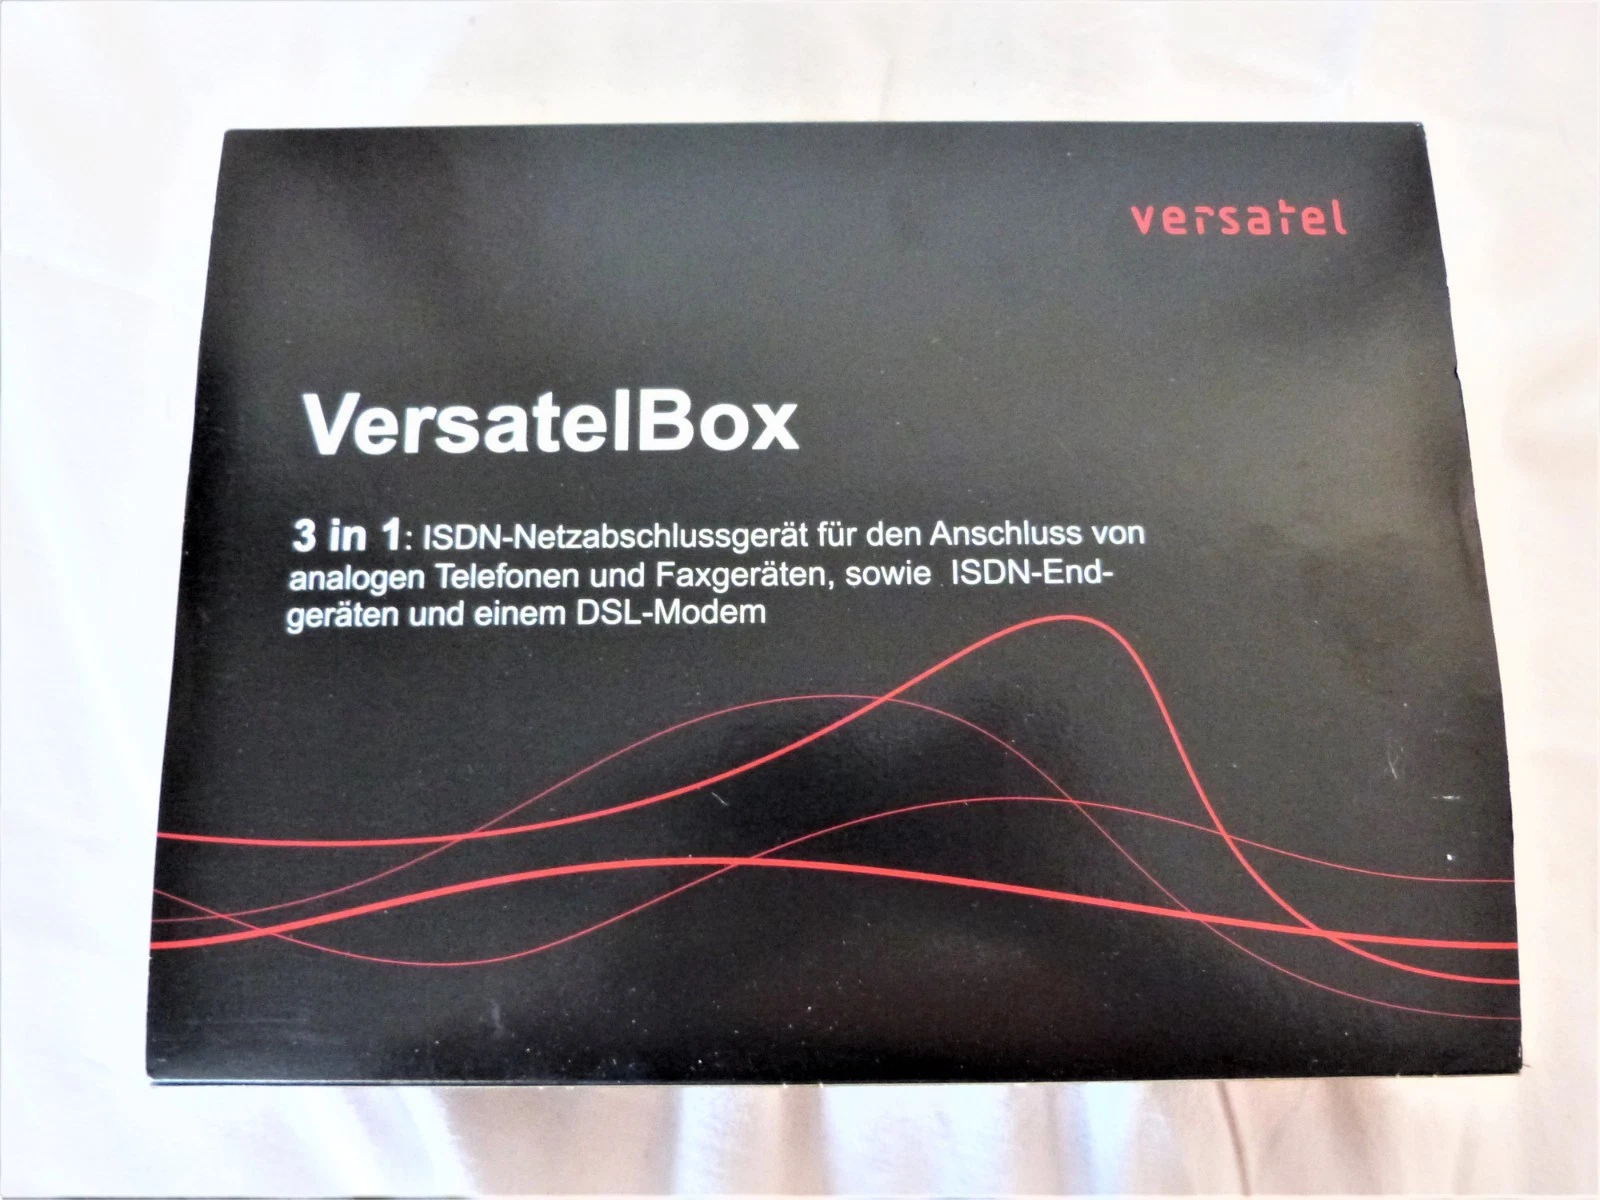 versatel
VersatelBox
3 in 1: ISDN-Netzabschlussgerät für den Anschluss von
analogen Telefonen und Faxgeräten, sowie ISDN-End-
geräten und einem DSL-Modem